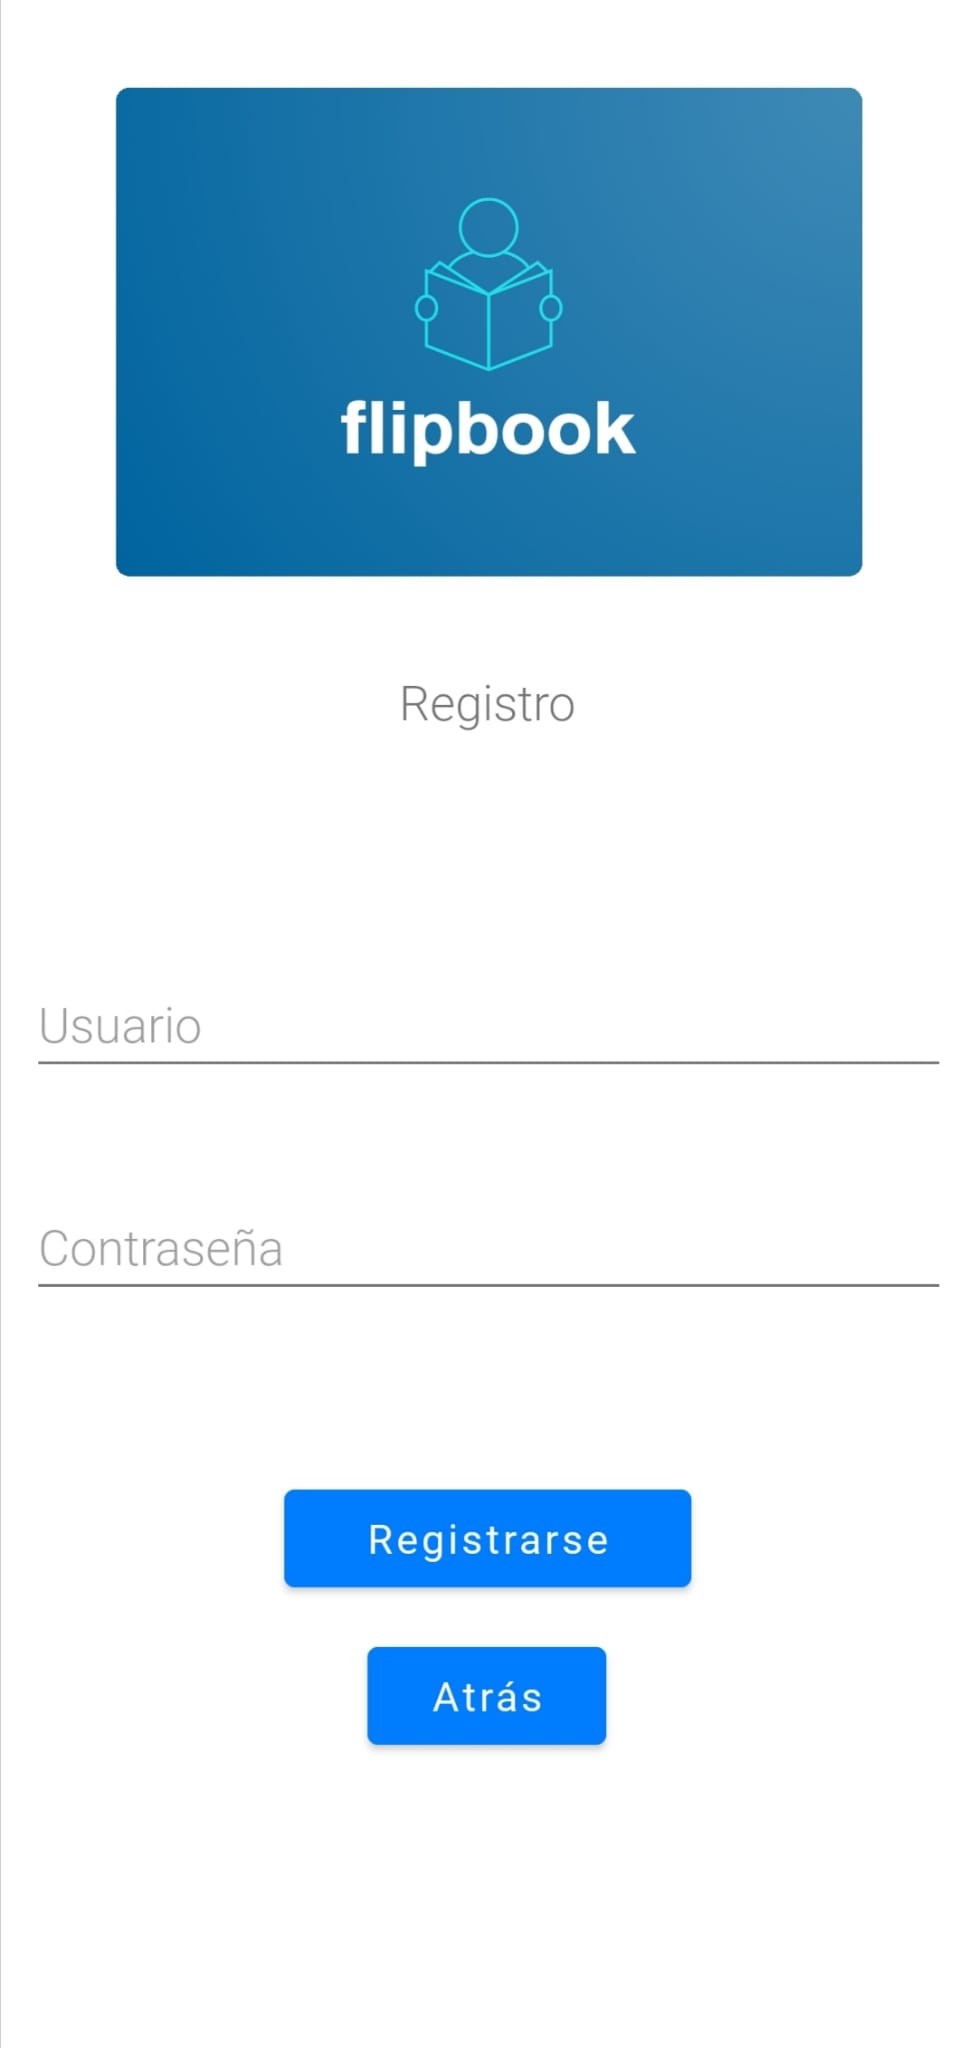 flipbook
Registro
Usuario
Contraseña
Registrarse
Atrás